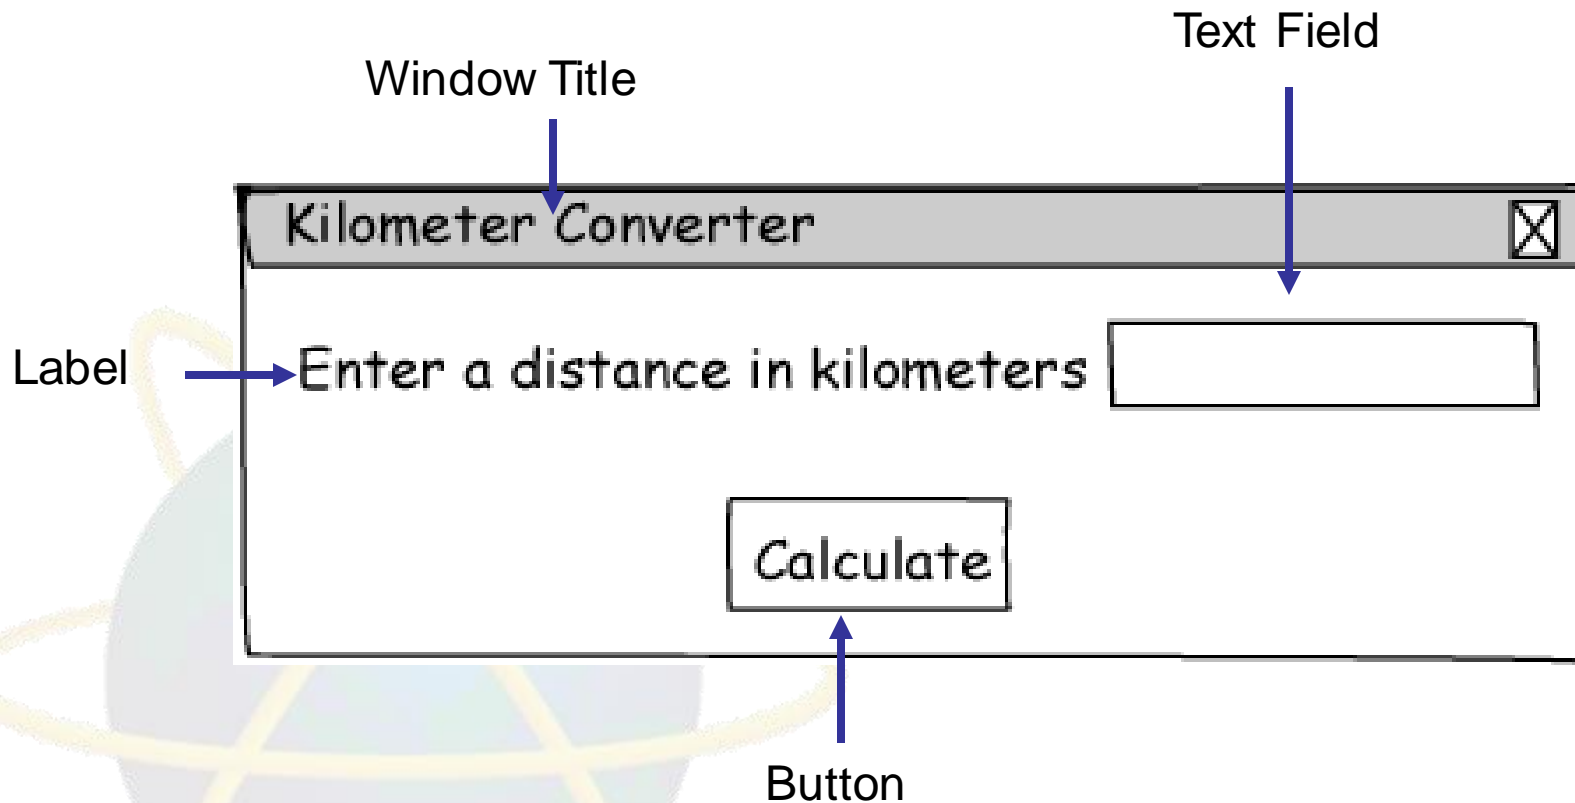 Text Field
Window Title
Kilometer Converter
Label
Enter a distance in kilometers
Calculate
Button